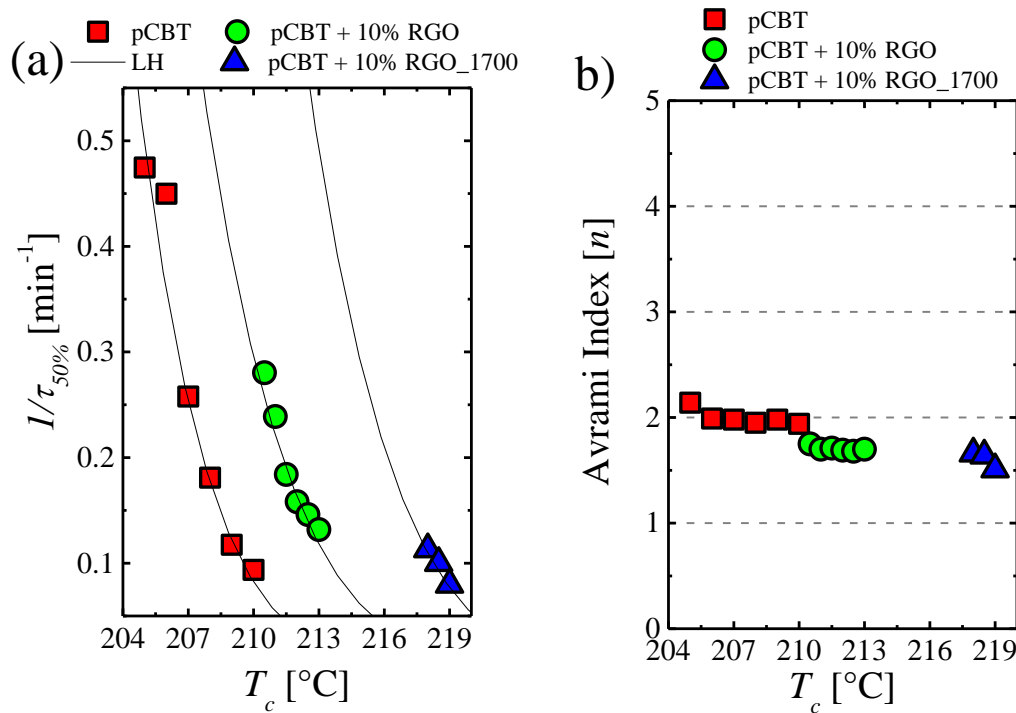 (a)
pCBT
pCBT + 10% RGO
LH
pCBT + 10% RGO_1700
1/τ50% [min-1]
0.5
0.4
0.3
0.2
0.1
204 207 210 213 216 219
Tc [°C]
b)
pCBT
pCBT + 10% RGO
pCBT + 10% RGO_1700
Avrami Index [n]
5
4
3
2
1
0
204 207 210 213 216 219
Tc [°C]